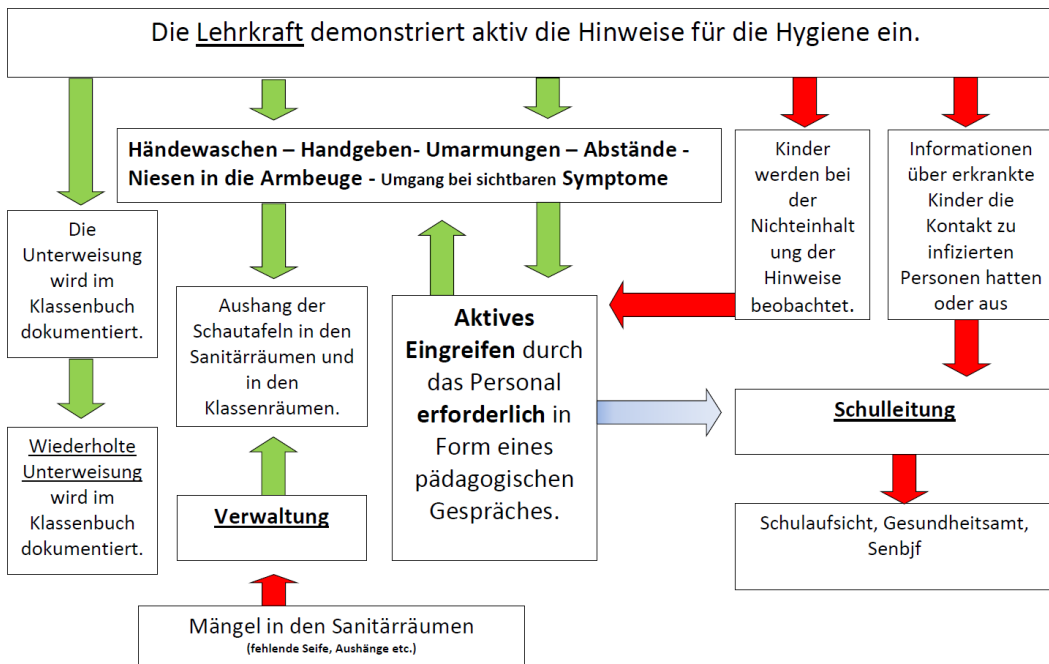 Die Lehrkraft demonstriert aktiv die Hinweise für die Hygiene ein.
Händewaschen – Handgeben- Umarmungen – Abstände -
Niesen in die Armbeuge - Umgang bei sichtbaren Symptome
Kinder
werden bei
der
Nichteinhalt
ung der
Hinweise
beobachtet.
Informationen
über erkrankte
Kinder die
Kontakt zu
infizierten
Personen hatten
oder aus
Die
Unterweisung
wird im
Klassenbuch
dokumentiert.
Aushang der
Schautafeln in den
Sanitärräumen und
in den
Klassenräumen.
Aktives
Eingreifen durch
das Personal
erforderlich in
Form eines
pädagogischen
Gespräches.
Schulleitung
Wiederholte
Unterweisung
wird im
Klassenbuch
dokumentiert.
Verwaltung
Schulaufsicht, Gesundheitsamt,
Senbjf
Mängel in den Sanitärräumen
(fehlende Seife, Aushänge etc.)